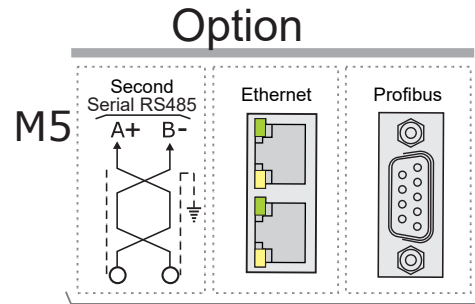 Option
Second
Serial RS485
A+ B-
Ethernet
Profibus
M5